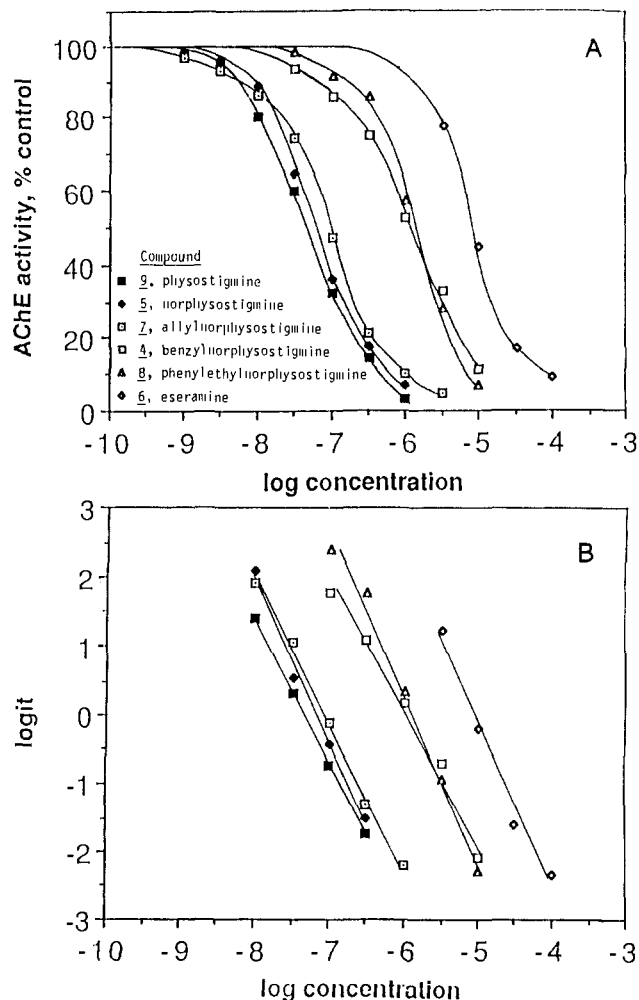 A
AChE activity, % control
100
80
60
40
20
0
Compound
9, physostigmine
5, norphysostigmine
7, allylnorphysostigmine
4, benzylnorphysostigmine
8, phenylethylnorphysostigmine
6, eseramine
-10 -9 -8 -7 -6 -5 -4 -3
log concentration
B
logit
3
2
1
0
-1
-2
-3
-10 -9 -8 -7 -6 -5 -4 -3
log concentration